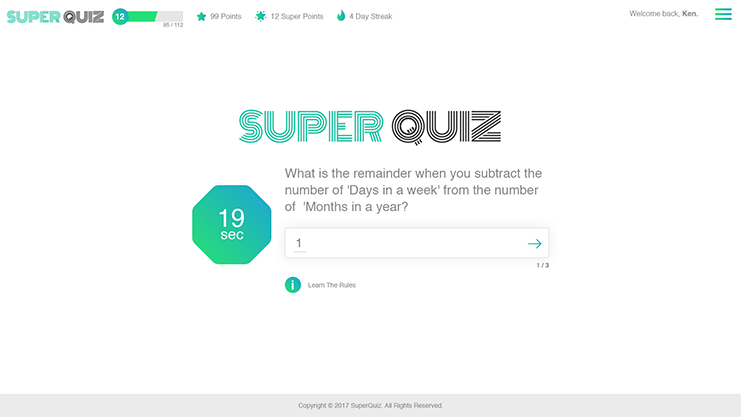 SUPER QUIZ
12
85 / 112
99 Points
12 Super Points
4 Day Streak
Welcome back, Ken.
SUPER QUIZ
19
sec
What is the remainder when you subtract the
number of 'Days in a week' from the number
of 'Months in a year?
1
1 / 3
i
Learn The Rules
Copyright © 2017 SuperQuiz. All Rights Reserved.